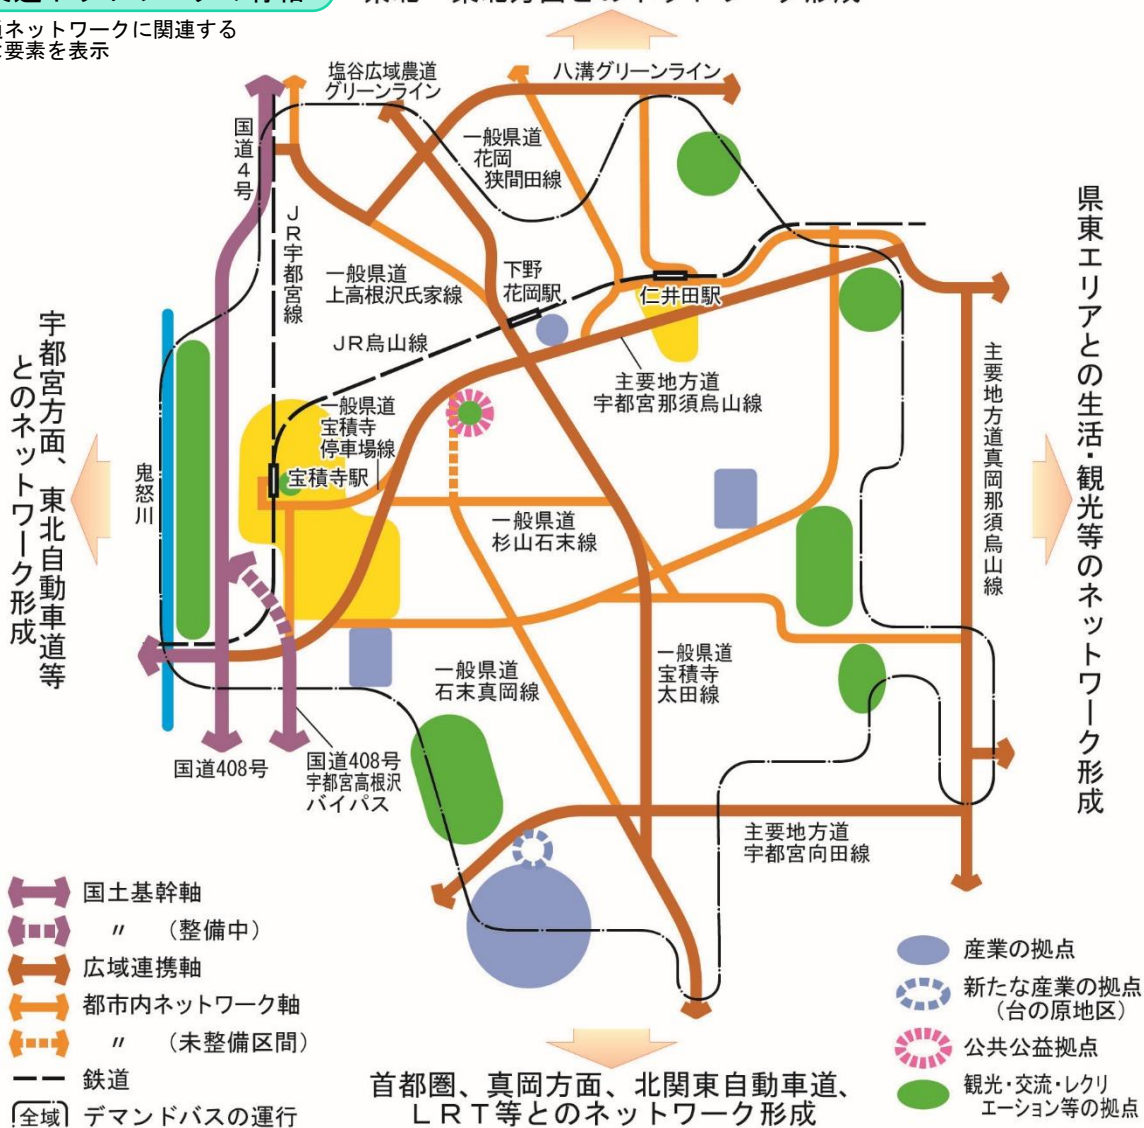 ネットワークに関連する
要素を表示
塩谷広域農道
グリーンライン
八溝グリーンライン
国道4号
一般県道
花岡
狭間田線
JR宇都宮線
一般県道
上高根沢氏家線
下野
花岡駅
仁井田駅
JR烏山線
主要地方道
宇都宮那須烏山線
一般県道
宝積寺
停車場線
宝積寺駅
鬼怒川
宇都宮方面、東北自動車道等
とのネットワーク形成
県東エリアとの生活・観光等のネットワーク形成
主要地方道真岡那須烏山線
一般県道
杉山石末線
一般県道
石末真岡線
一般県道
宝積寺
太田線
国道408号
国道408号
宇都宮高根沢
バイパス
主要地方道
宇都宮向田線
国土基幹軸
〃 (整備中)
広域連携軸
都市内ネットワーク軸
〃 (未整備区間)
鉄道
全域 デマンドバスの運行
産業の拠点
新たな産業の拠点
(台の原地区)
公共公益拠点
観光・交流・レクリ
エーション等の拠点
首都圏、真岡方面、北関東自動車道、
LRT等とのネットワーク形成